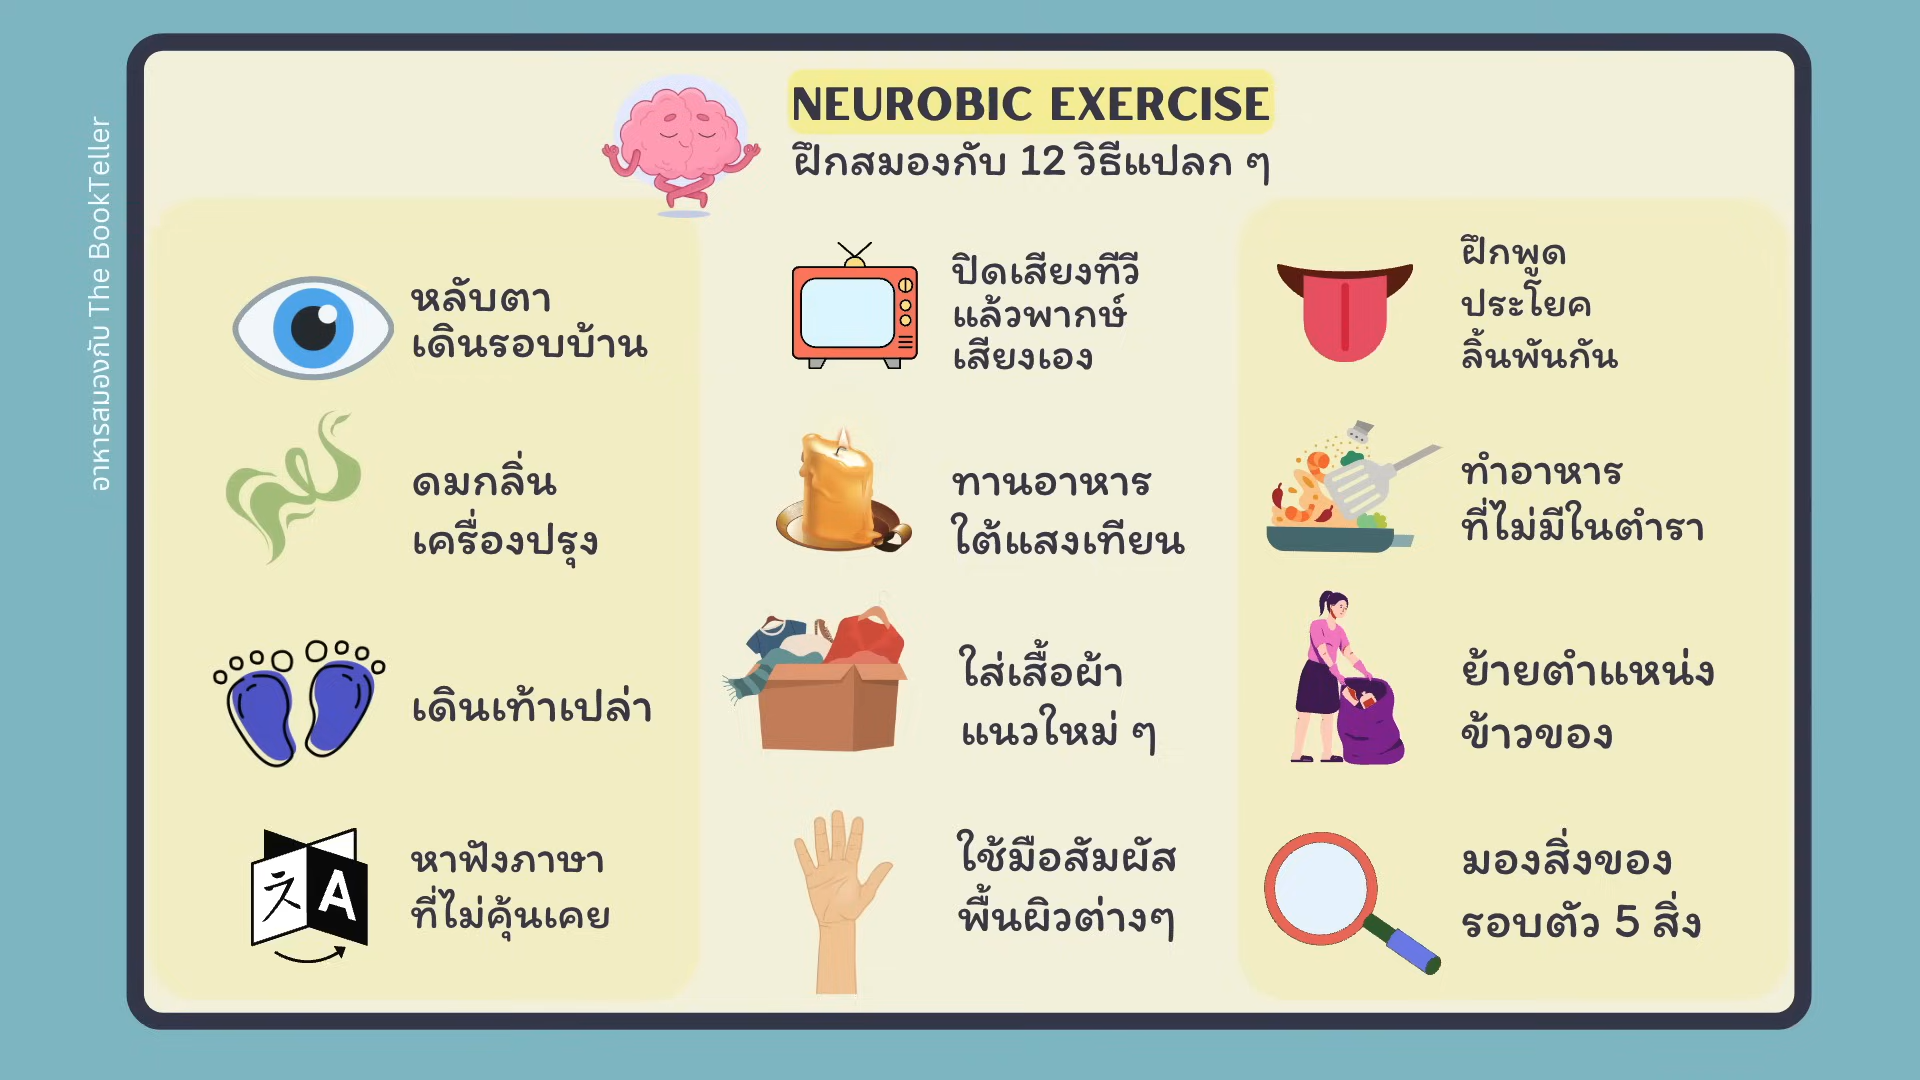 อาหารสมองกับ The BookTeller
NEUROBIC EXERCISE
ฝึกสมองกับ 12 วิธีแปลก ๆ
หลับตา
เดินรอบบ้าน
ดมกลิ่น
เครื่องปรุง
เดินเท้าเปล่า
หาฟังภาษา
ที่ไม่คุ้นเคย
ปิดเสียงทีวี
แล้วพากษ์
เสียงเอง
ทานอาหาร
ใต้แสงเทียน
ใส่เสื้อผ้า
แนวใหม่ ๆ
ใช้มือสัมผัส
พื้นผิวต่างๆ
ฝึกพูด
ประโยค
ลิ้นพันกัน
ทำอาหาร
ที่ไม่มีในตำรา
ย้ายตำแหน่ง
ข้าวของ
มองสิ่งของ
รอบตัว 5 สิ่ง
A